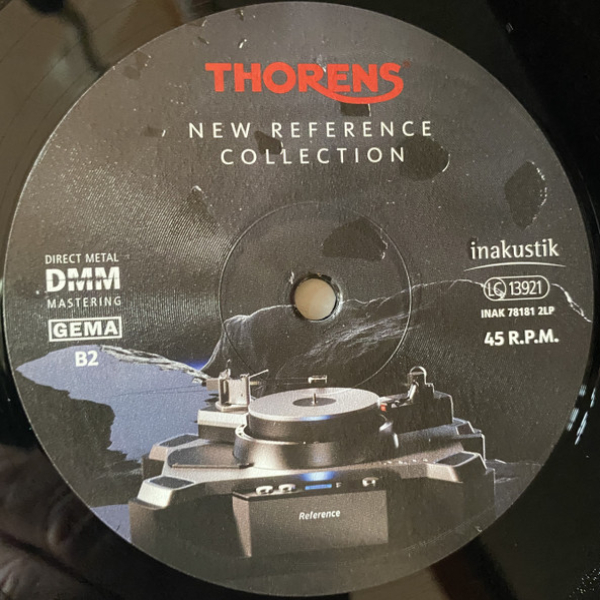 THORENS
NEW REFERENCE
COLLECTION
DIRECT METAL
DMM
MASTERING
GEMA
B2
inakustik
LC 13921
INAK 78181 2LP
45 R.P.M.
Reference